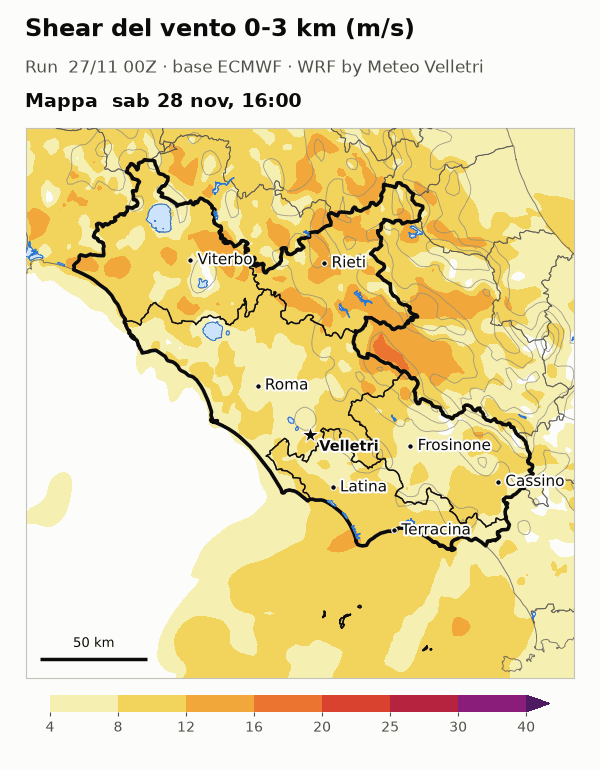 Shear del vento 0-3 km (m/s)
Run  27/11 00Z · base ECMWF · WRF by Meteo Velletri
Mappa  sab 28 nov, 16:00
Viterbo
Rieti
Roma
Velletri
Frosinone
Cassino
Latina
Terracina
50 km
4 8 12 16 20 25 30 40